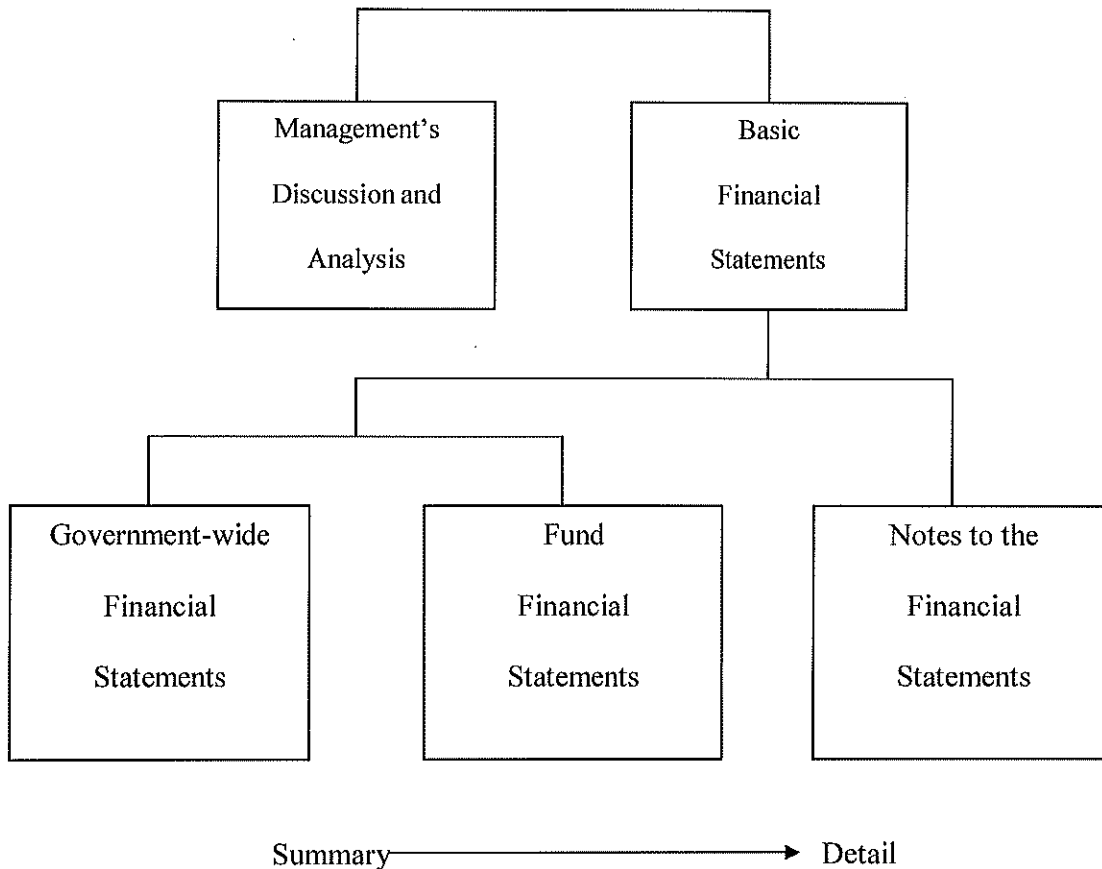 Management's
Discussion and
Analysis
Basic
Financial
Statements
Government-wide
Financial
Statements
Fund
Financial
Statements
Notes to the
Financial
Statements
Summary
Detail